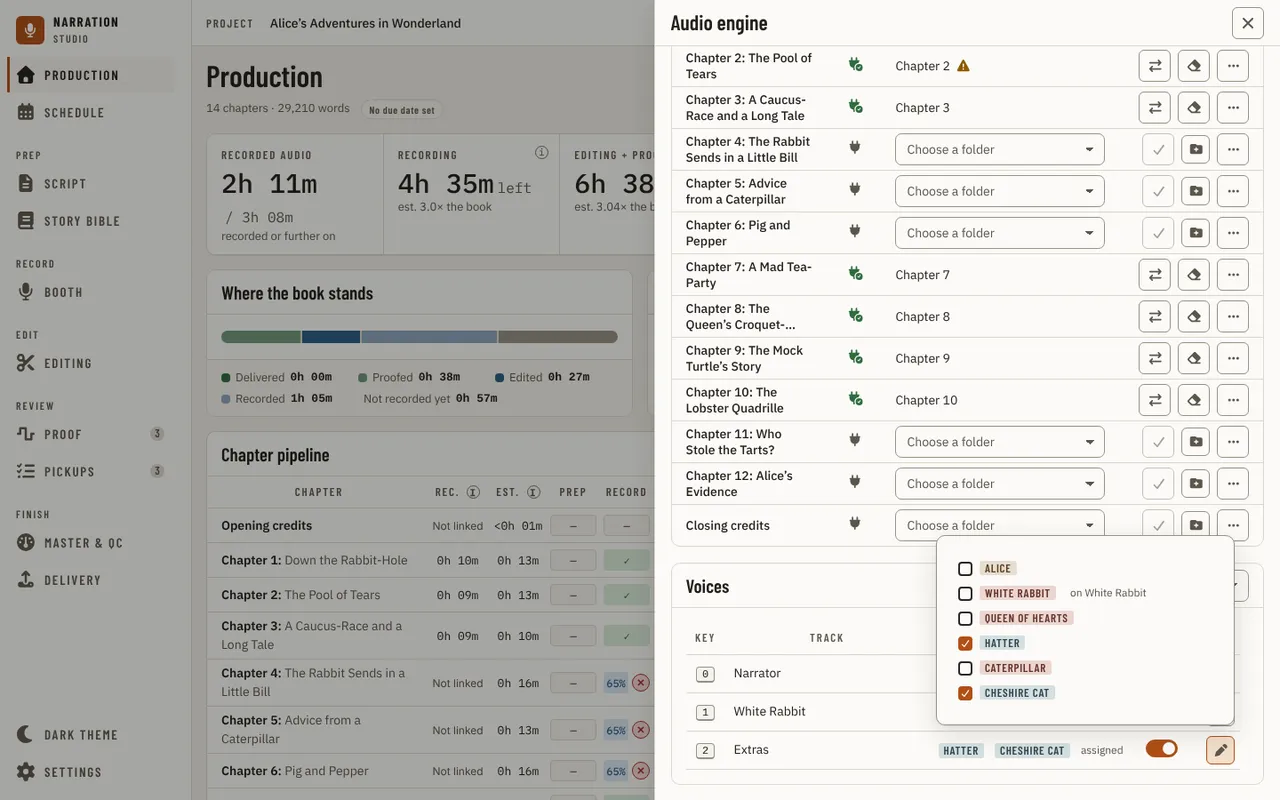 NARRATION
STUDIO
PRODUCTION
SCHEDULE
PREP
SCRIPT
STORY BIBLE
RECORD
BOOTH
EDIT
EDITING
REVIEW
PROOF 3
PICKUPS 3
FINISH
MASTER & QC
DELIVERY
DARK THEME
SETTINGS
PROJECT Alice's Adventures in Wonderland
Production
14 chapters · 29,210 words No due date set
RECORDED AUDIO
2h 11m
/ 3h 08m
recorded or further on
RECORDING
4h 35m left
est. 3.0× the book
EDITING + PRO
6h 38
est. 3.04× the b
Where the book stands
Delivered 0h 00m Proofed 0h 38m Edited 0h 27m
Recorded 1h 05m Not recorded yet 0h 57m
Chapter pipeline
CHAPTER REC. EST. PREP RECORD
Opening credits Not linked <0h 01m – –
Chapter 1: Down the Rabbit-Hole 0h 10m 0h 13m – ✓
Chapter 2: The Pool of Tears 0h 09m 0h 13m – ✓
Chapter 3: A Caucus-Race and a
Long Tale 0h 09m 0h 10m – ✓
Chapter 4: The Rabbit Sends in a
Little Bill Not linked 0h 16m – 65%
Chapter 5: Advice from a
Caterpillar Not linked 0h 13m – 65%
Chapter 6: Pig and Pepper Not linked 0h 16m – 65%
Audio engine
Chapter 2: The Pool of
Tears
Chapter 2
Chapter 3: A Caucus-
Race and a Long Tale
Chapter 3
Chapter 4: The Rabbit
Sends in a Little Bill
Choose a folder
Chapter 5: Advice
from a Caterpillar
Choose a folder
Chapter 6: Pig and
Pepper
Choose a folder
Chapter 7: A Mad Tea-
Party
Chapter 7
Chapter 8: The
Queen's Croquet-...
Chapter 8
Chapter 9: The Mock
Turtle's Story
Chapter 9
Chapter 10: The
Lobster Quadrille
Chapter 10
Chapter 11: Who
Stole the Tarts?
Choose a folder
Chapter 12: Alice's
Evidence
Choose a folder
Closing credits
Choose a folder
Voices
KEY TRACK
0 Narrator
1 White Rabbit
2 Extras HATTER CHESHIRE CAT assigned
ALICE
WHITE RABBIT on White Rabbit
QUEEN OF HEARTS
HATTER
CATERPILLAR
CHESHIRE CAT